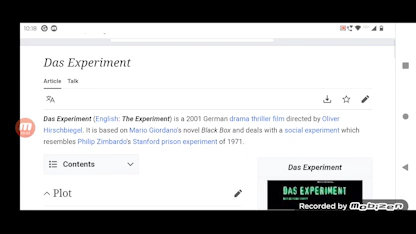 10:18
Das Experiment
Article Talk
Das Experiment (English: The Experiment) is a 2001 German drama thriller film directed by Oliver
Hirschbiegel. It is based on Mario Giordano's novel Black Box and deals with a social experiment which
resembles Philip Zimbardo's Stanford prison experiment of 1971.
Contents
Das Experiment
Plot
DAS EXPERIMENT
Recorded by Mobizen